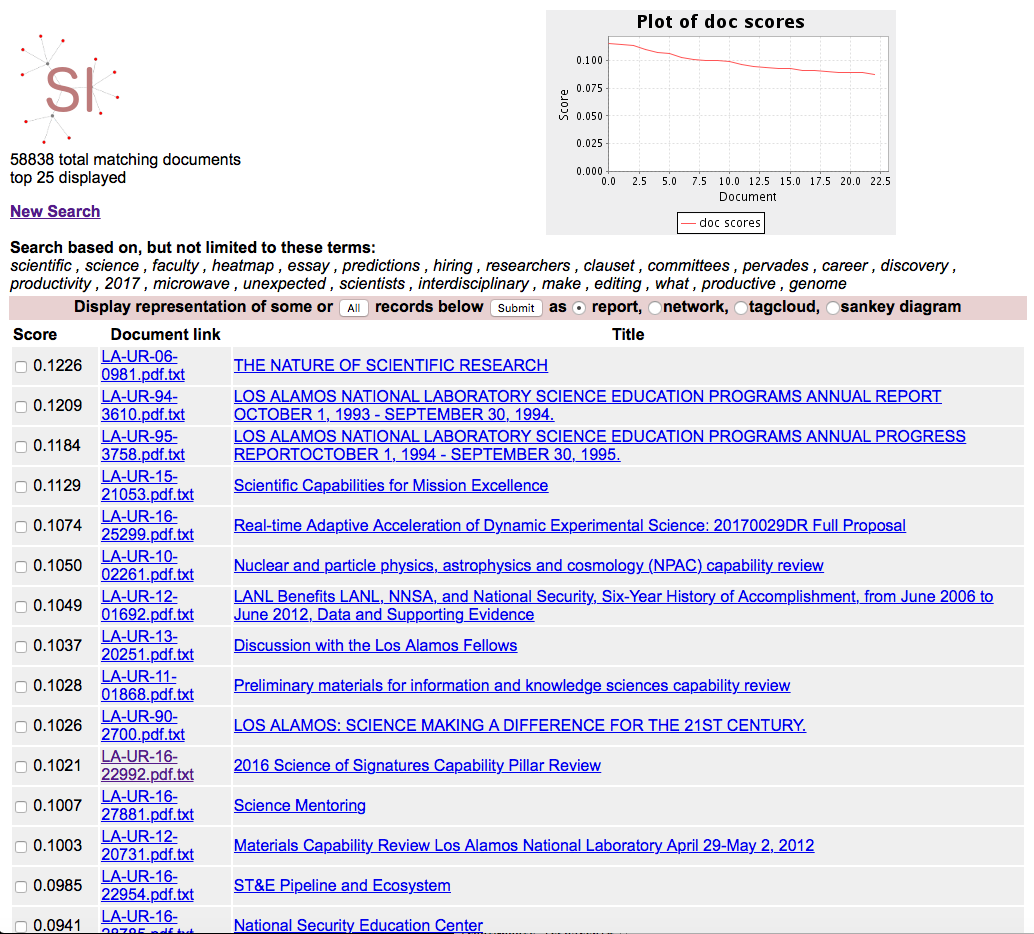 SI
58838 total matching documents
top 25 displayed
New Search
Plot of doc scores
Score
0.100
0.075
0.050
0.025
0.000
0.0 2.5 5.0 7.5 10.0 12.5 15.0 17.5 20.0 22.5
Document
doc scores
Search based on, but not limited to these terms:
scientific , science , faculty , heatmap , essay , predictions , hiring , researchers , clauset , committees , pervades , career , discovery ,
productivity , 2017 , microwave , unexpected , scientists , interdisciplinary , make , editing , what , productive , genome
Display representation of some or All records below Submit as report, network, tagcloud, sankey diagram
Score Document link Title
0.1226 LA-UR-06-
0981.pdf.txt THE NATURE OF SCIENTIFIC RESEARCH
0.1209 LA-UR-94- LOS ALAMOS NATIONAL LABORATORY SCIENCE EDUCATION PROGRAMS ANNUAL REPORT
3610.pdf.txt OCTOBER 1, 1993 - SEPTEMBER 30, 1994.
0.1184 LA-UR-95- LOS ALAMOS NATIONAL LABORATORY SCIENCE EDUCATION PROGRAMS ANNUAL PROGRESS
3758.pdf.txt REPORTOCTOBER 1, 1994 - SEPTEMBER 30, 1995.
0.1129 LA-UR-15-
21053.pdf.txt Scientific Capabilities for Mission Excellence
0.1074 LA-UR-16-
25299.pdf.txt Real-time Adaptive Acceleration of Dynamic Experimental Science: 20170029DR Full Proposal
0.1050 LA-UR-10-
02261.pdf.txt Nuclear and particle physics, astrophysics and cosmology (NPAC) capability review
0.1049 LA-UR-12- LANL Benefits LANL, NNSA, and National Security, Six-Year History of Accomplishment, from June 2006 to
01692.pdf.txt June 2012, Data and Supporting Evidence
0.1037 LA-UR-13-
20251.pdf.txt Discussion with the Los Alamos Fellows
0.1028 LA-UR-11-
01868.pdf.txt Preliminary materials for information and knowledge sciences capability review
0.1026 LA-UR-90-
2700.pdf.txt LOS ALAMOS: SCIENCE MAKING A DIFFERENCE FOR THE 21ST CENTURY.
0.1021 LA-UR-16-
22992.pdf.txt 2016 Science of Signatures Capability Pillar Review
0.1007 LA-UR-16-
27881.pdf.txt Science Mentoring
0.1003 LA-UR-12-
20731.pdf.txt Materials Capability Review Los Alamos National Laboratory April 29-May 2, 2012
0.0985 LA-UR-16-
22954.pdf.txt ST&E Pipeline and Ecosystem
0.0941 LA-UR-16-
National Security Education Center